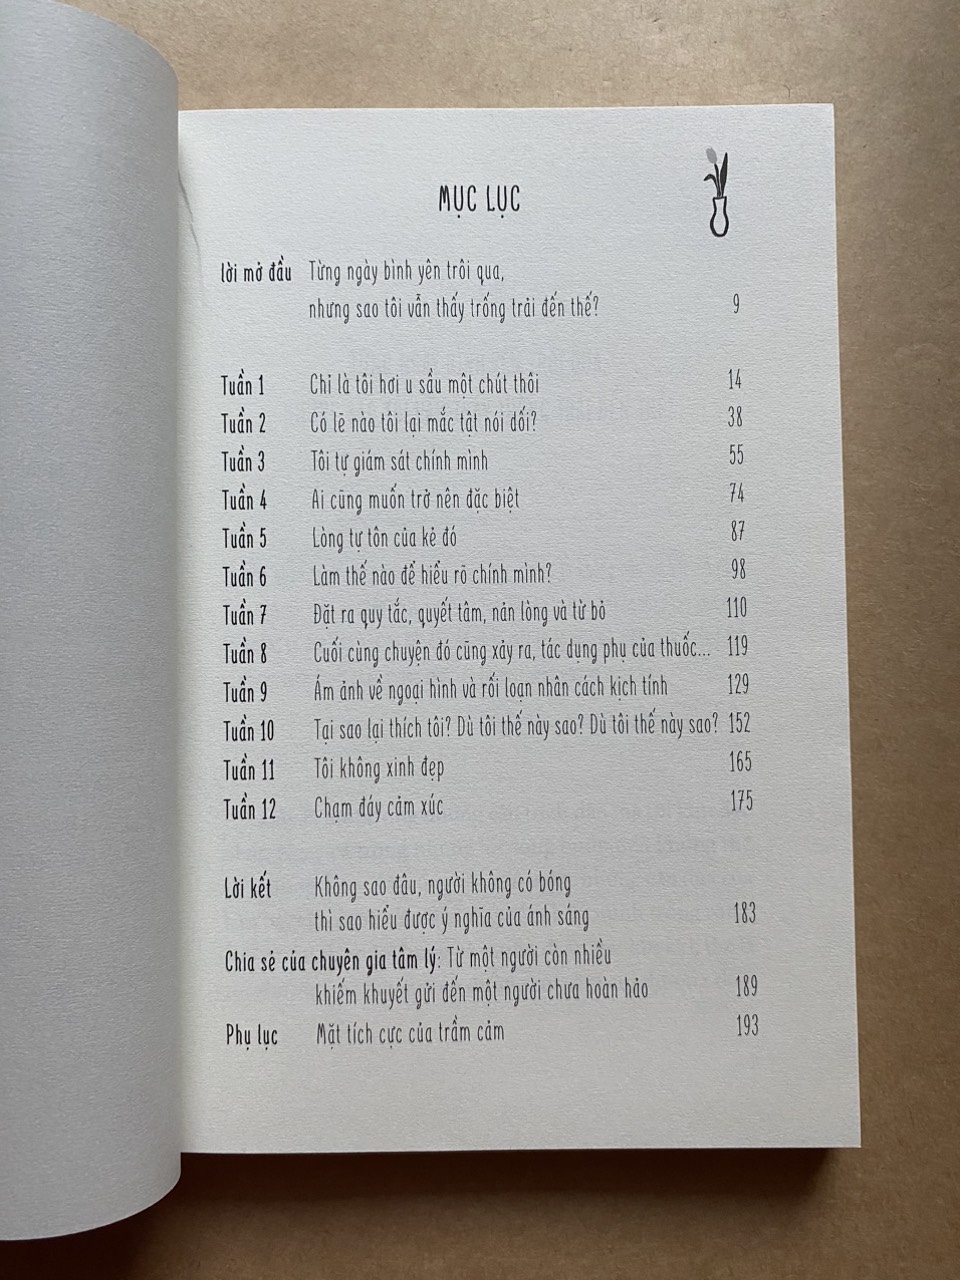 MỤC LỤC
lời mở đầu Từng ngày bình yên trôi qua,
nhưng sao tôi vẫn thấy trống trải đến thế? 9
Tuần 1 Chỉ là tôi hơi u sầu một chút thôi 14
Tuần 2 Có lẽ nào tôi lại mắc tật nói dối? 38
Tuần 3 Tôi tự giám sát chính mình 55
Tuần 4 Ai cũng muốn trở nên đặc biệt 74
Tuần 5 Lòng tự tôn của kẻ đó 87
Tuần 6 Làm thế nào để hiểu rõ chính mình? 98
Tuần 7 Đặt ra quy tắc, quyết tâm, nản lòng và từ bỏ 110
Tuần 8 Cuối cùng chuyện đó cũng xảy ra, tác dụng phụ của thuốc... 119
Tuần 9 Ám ảnh về ngoại hình và rối loạn nhân cách kịch tính 129
Tuần 10 Tại sao lại thích tôi? Dù tôi thế này sao? Dù tôi thế này sao? 152
Tuần 11 Tôi không xinh đẹp 165
Tuần 12 Chạm đáy cảm xúc 175
Lời kết Không sao đâu, người không có bóng
thì sao hiểu được ý nghĩa của ánh sáng 183
Chia sẻ của chuyên gia tâm lý: Từ một người còn nhiều
khiếm khuyết gửi đến một người chưa hoàn hảo 189
Phụ lục Mặt tích cực của trầm cảm 193